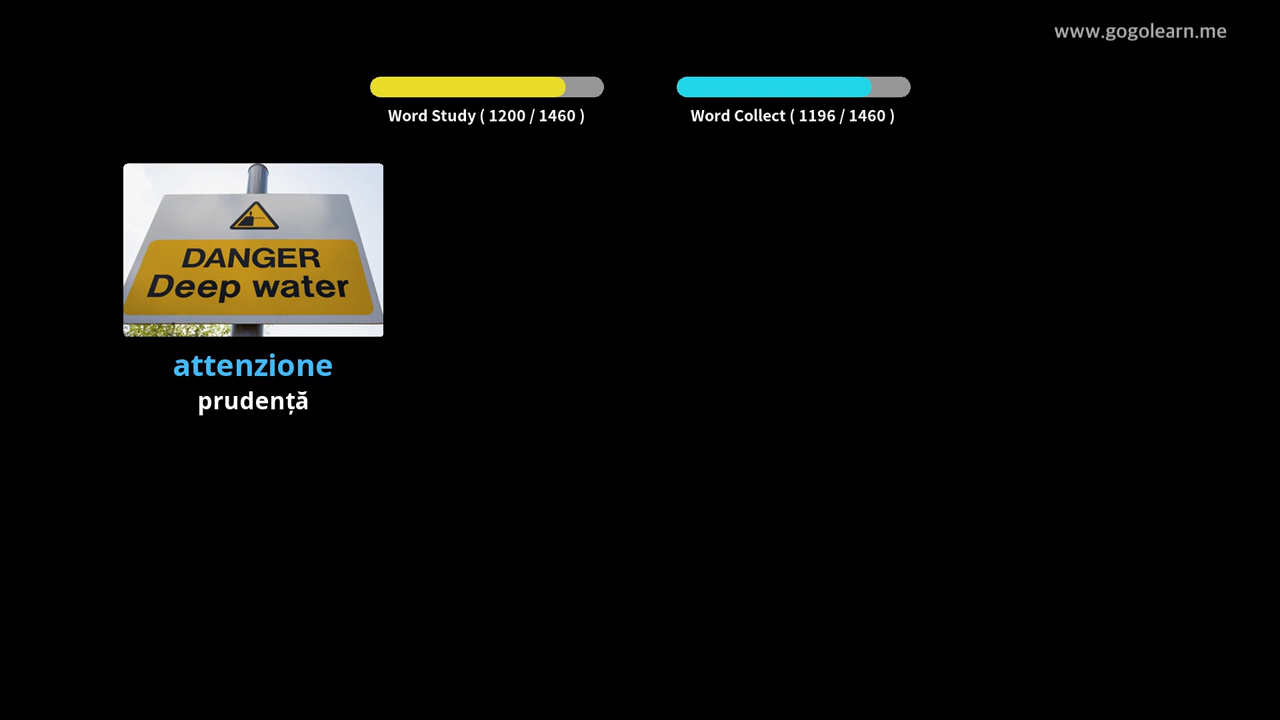 www.gogolearn.me
Word Study ( 1200 / 1460 )
Word Collect ( 1196 / 1460 )
DANGER
Deep water
attenzione
prudență